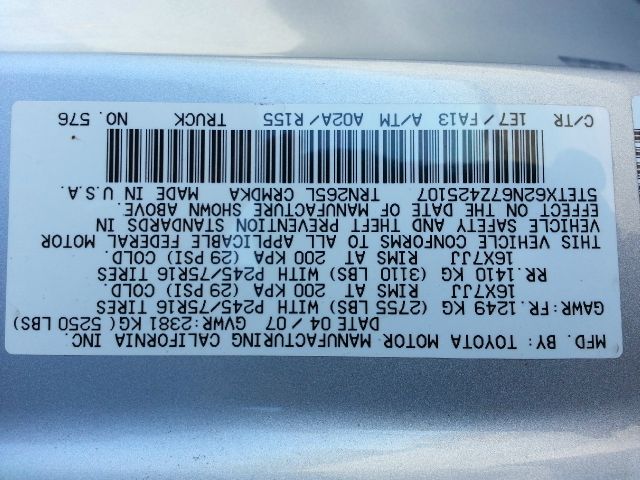 MFD. BY: TOYOTA MOTOR MANUFACTURING CALIFORNIA INC.
DATE 04 / 07 GVWR:2381 KG ( 5250 LBS)
GAWR:FR. 1249 KG (2755 LBS) WITH P245/75R16 TIRES
16X7JJ RIMS AT 200 KPA (29 PSI) COLD
RR.1410 KG (3110 LBS) WITH P245/75R16 TIRES
16X7JJ RIMS AT 200 KPA (29 PSI) COLD
THIS VEHICLE CONFORMS TO ALL APPLICABLE FEDERAL MOTOR
VEHICLE SAFETY AND THEFT PREVENTION STANDARDS IN
EFFECT ON THE DATE OF MANUFACTURE SHOWN ABOVE.
5TETX62N67Z425107 TRN265L CRMDKA MADE IN U.S.A.
C/TR 1E7 / FA13 A/TM A02A/ R155 TRUCK NO. 576